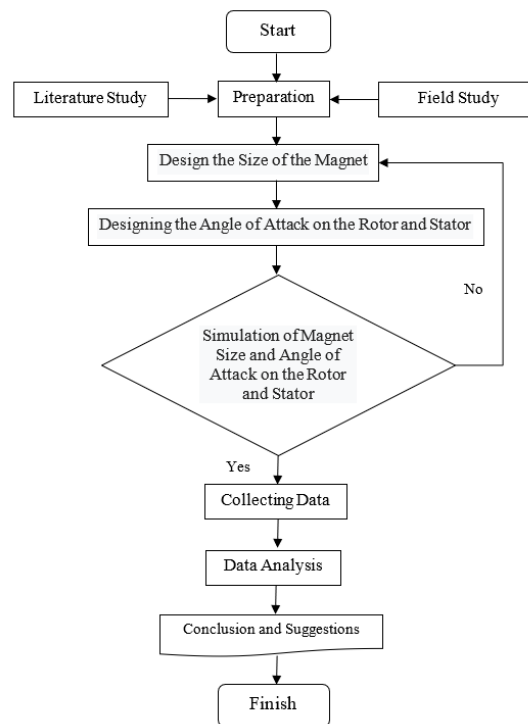 Start
Literature Study
Preparation
Field Study
Design the Size of the Magnet
Designing the Angle of Attack on the Rotor and Stator
No
Simulation of Magnet
Size and Angle of
Attack on the Rotor
and Stator
Yes
Collecting Data
Data Analysis
Conclusion and Suggestions
Finish